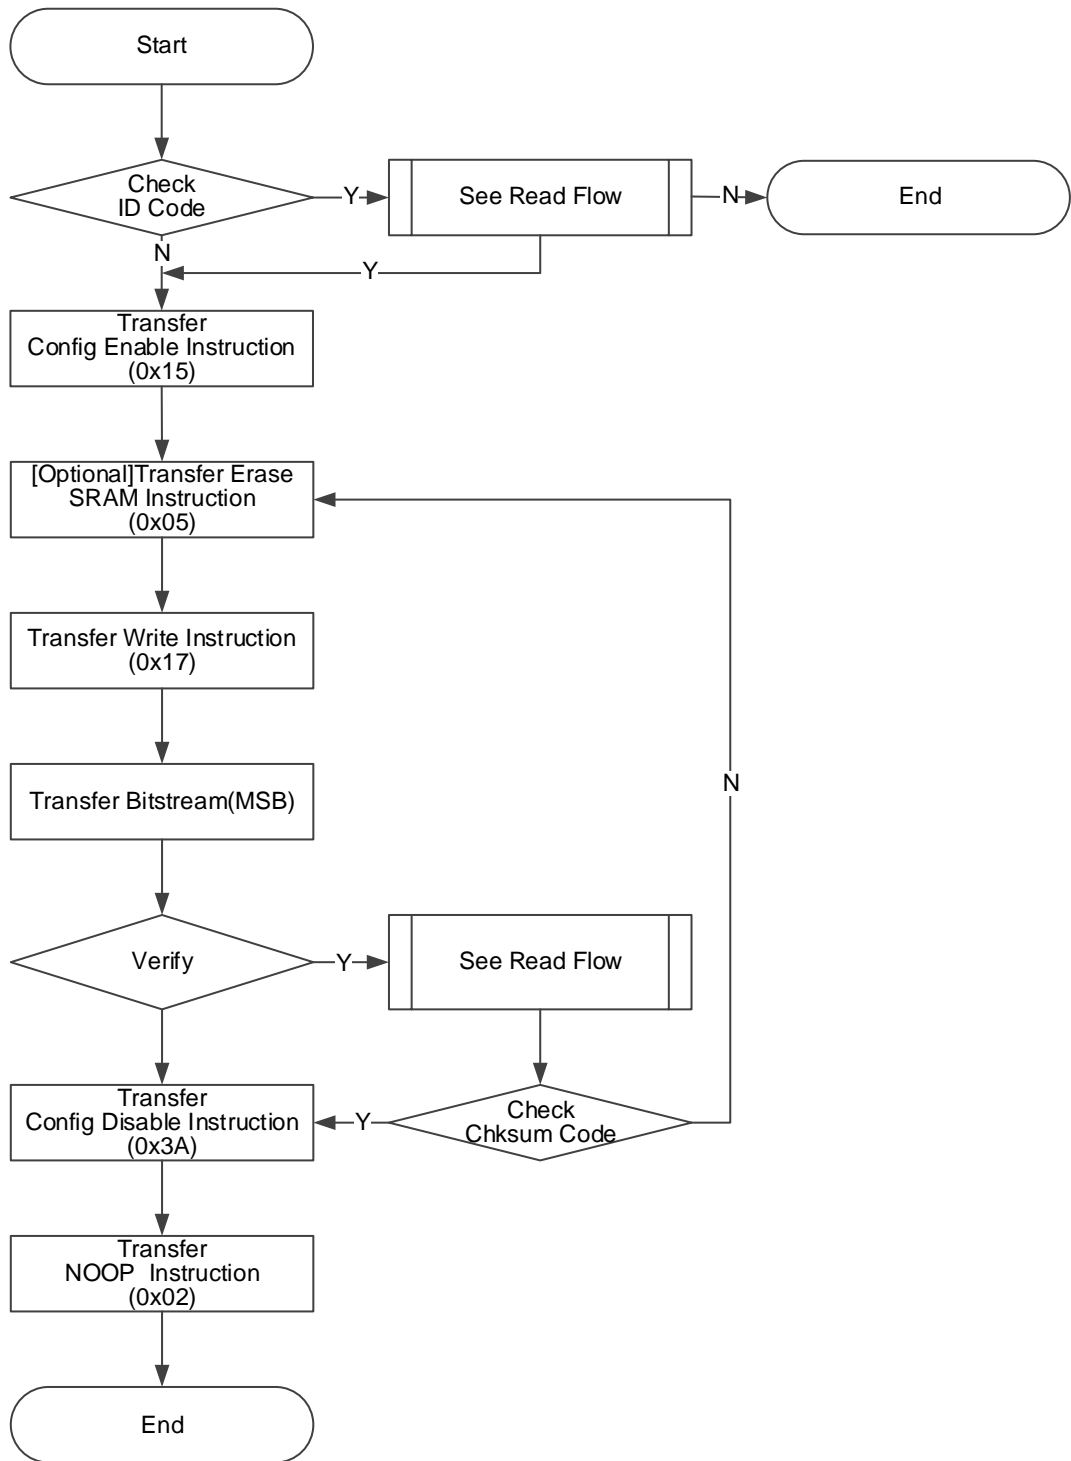 Start
Check
ID Code
Y
See Read Flow
N
End
N
Y
Transfer
Config Enable Instruction
(0x15)
[Optional]Transfer Erase
SRAM Instruction
(0x05)
Transfer Write Instruction
(0x17)
N
Transfer Bitstream(MSB)
Verify
Y
See Read Flow
Transfer
Config Disable Instruction
(0x3A)
Y
Check
Chksum Code
Transfer
NOOP  Instruction
(0x02)
End